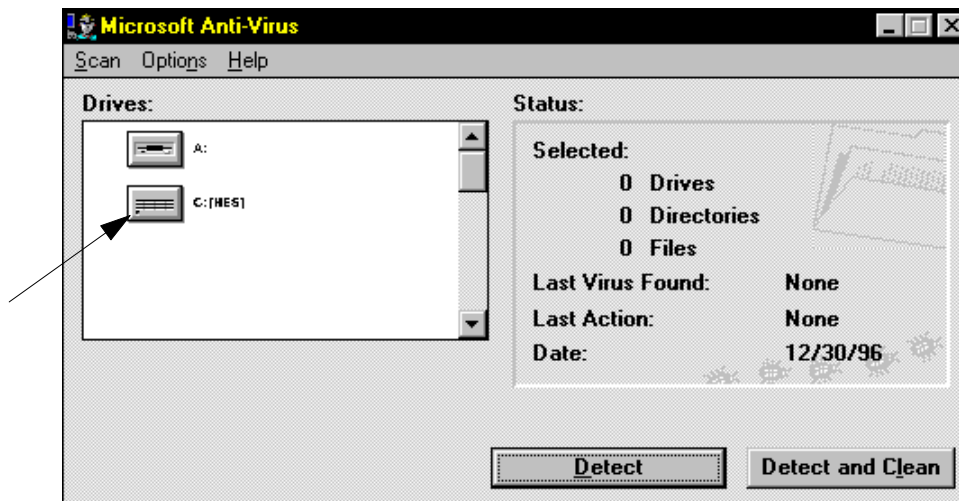 Microsoft Anti-Virus
Scan Options Help
Drives:
A:
C:[HES]
Status:
Selected:
0 Drives
0 Directories
0 Files
Last Virus Found: None
Last Action: None
Date: 12/30/96
Detect
Detect and Clean